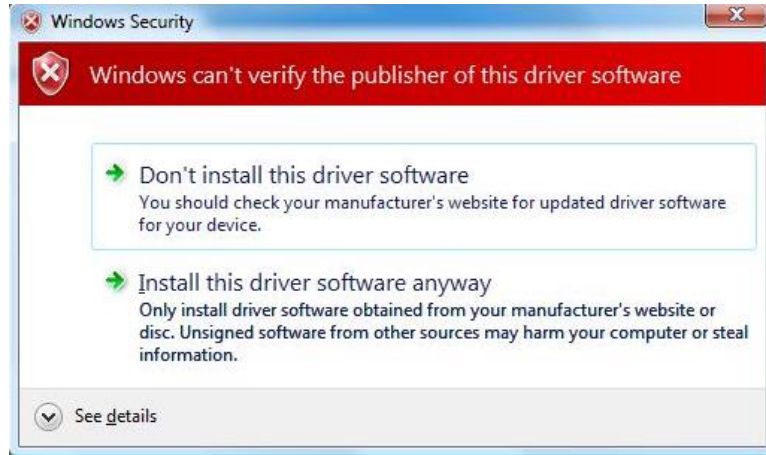 Windows Security
Windows can't verify the publisher of this driver software
Don't install this driver software
You should check your manufacturer's website for updated driver software
for your device.
Install this driver software anyway
Only install driver software obtained from your manufacturer's website or
disc. Unsigned software from other sources may harm your computer or steal
information.
See details